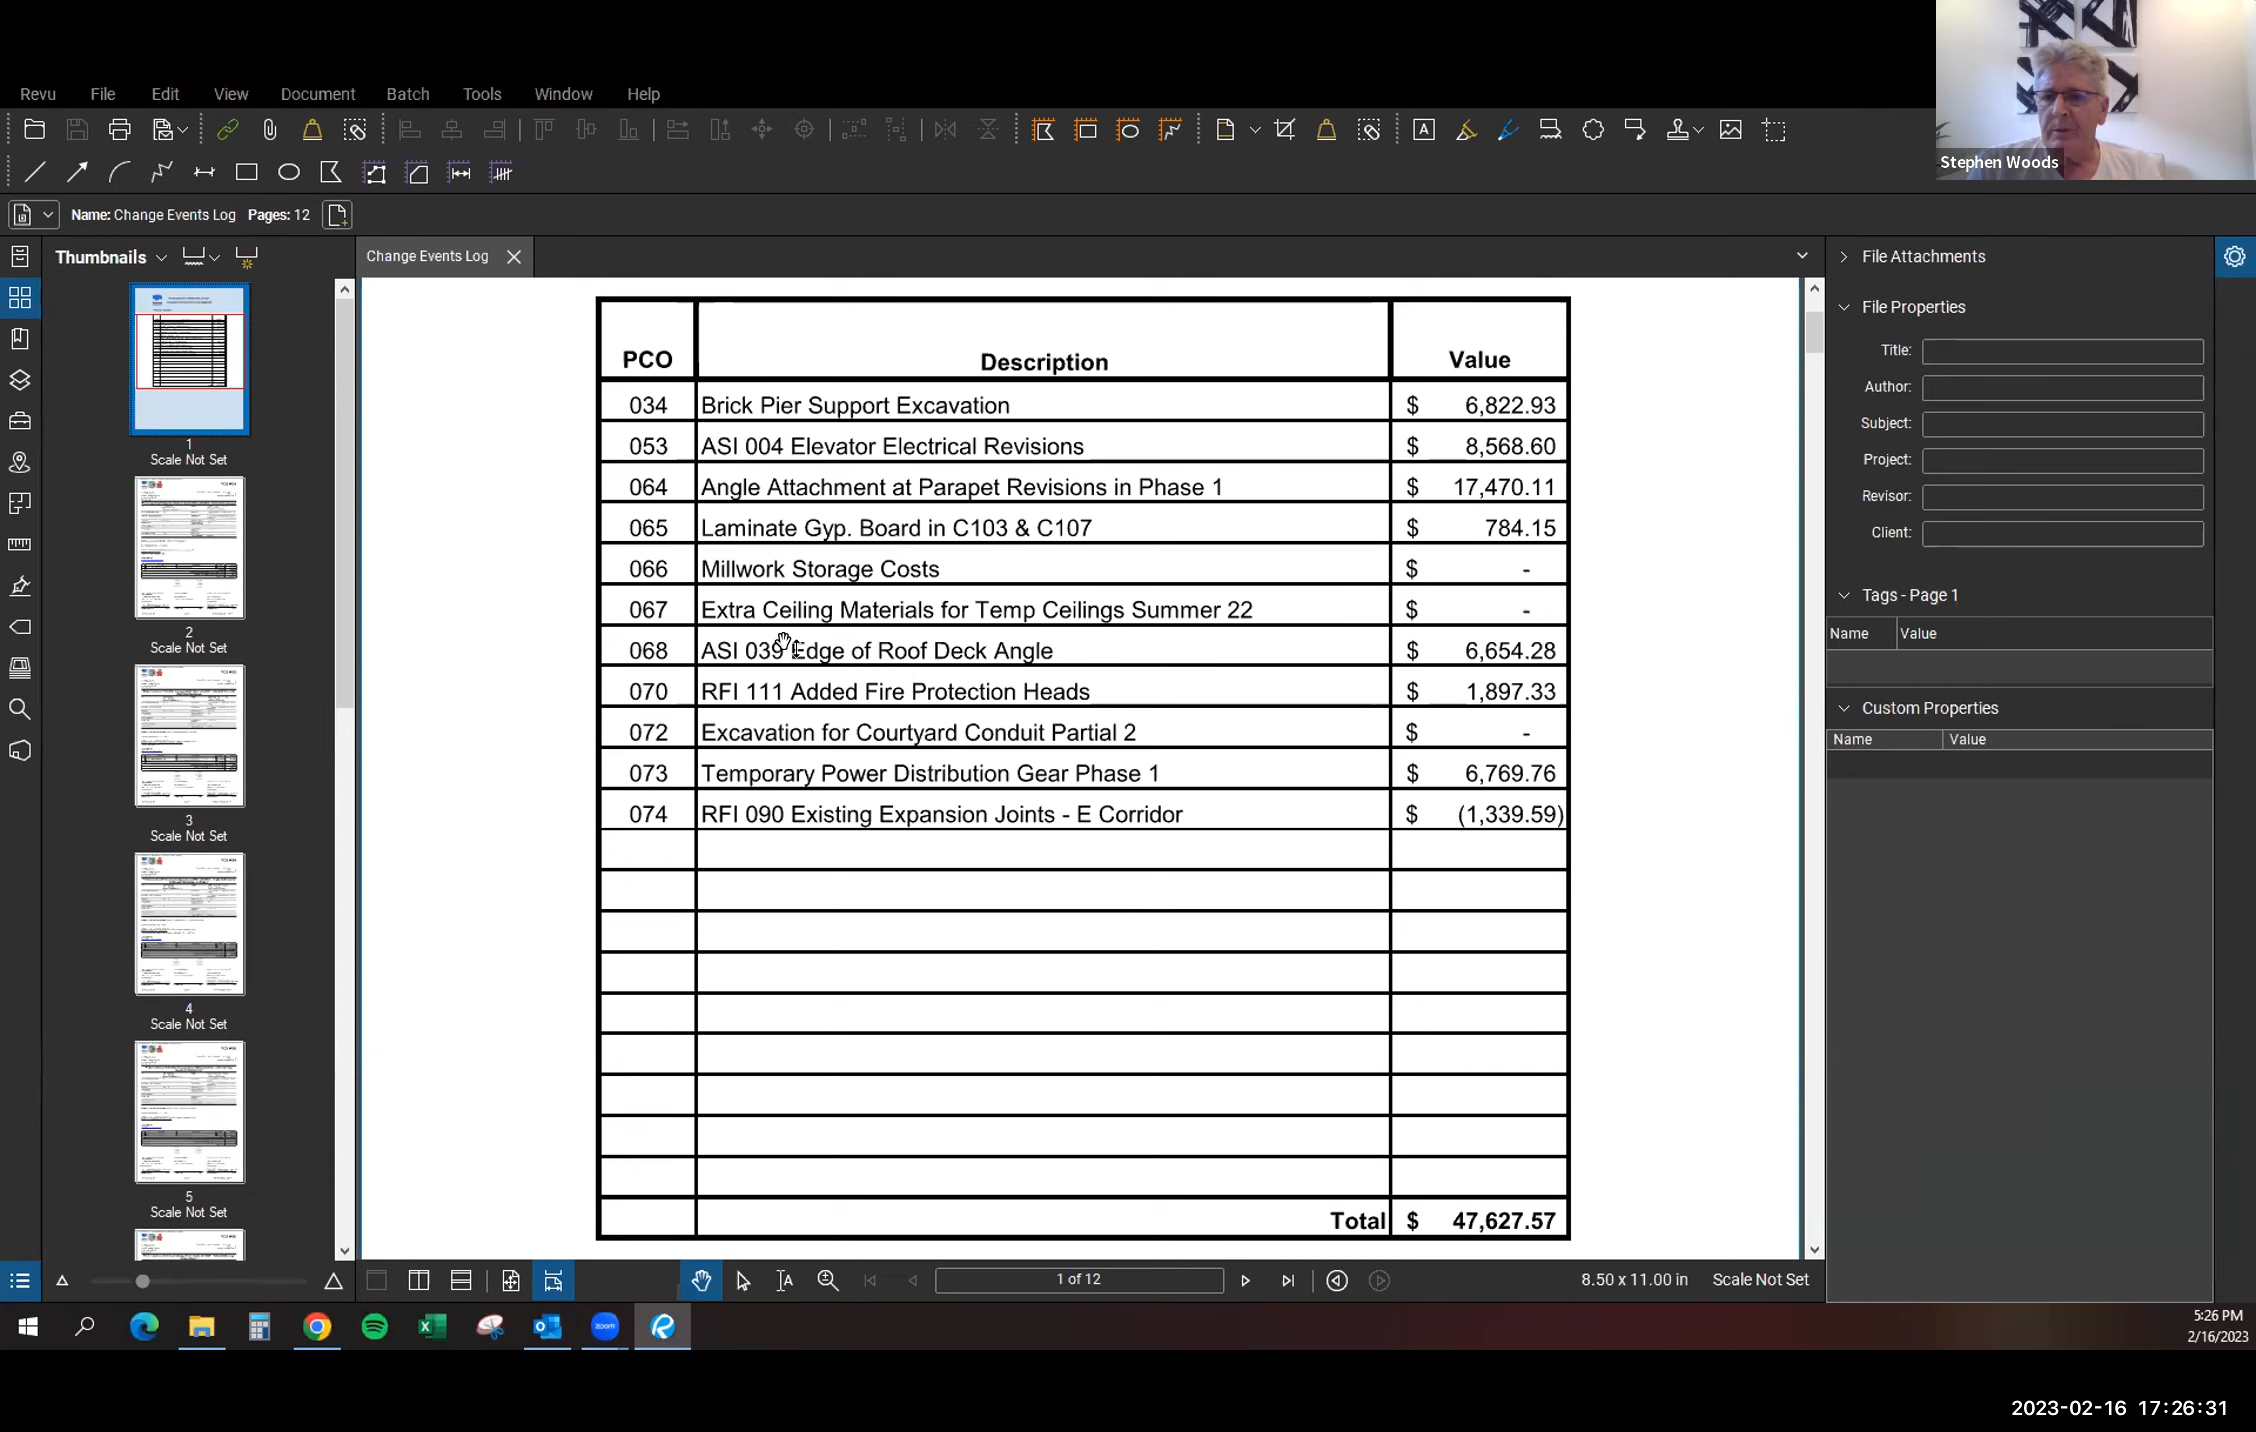 Stephen Woods
Revu File Edit View Document Batch Tools Window Help
Name: Change Events Log Pages: 12
Thumbnails
Change Events Log
1
Scale Not Set
2
Scale Not Set
3
Scale Not Set
4
Scale Not Set
5
Scale Not Set
PCO Description Value
034 Brick Pier Support Excavation $ 6,822.93
053 ASI 004 Elevator Electrical Revisions $ 8,568.60
064 Angle Attachment at Parapet Revisions in Phase 1 $ 17,470.11
065 Laminate Gyp. Board in C103 & C107 $ 784.15
066 Millwork Storage Costs $ -
067 Extra Ceiling Materials for Temp Ceilings Summer 22 $ -
068 ASI 039 Edge of Roof Deck Angle $ 6,654.28
070 RFI 111 Added Fire Protection Heads $ 1,897.33
072 Excavation for Courtyard Conduit Partial 2 $ -
073 Temporary Power Distribution Gear Phase 1 $ 6,769.76
074 RFI 090 Existing Expansion Joints - E Corridor $ (1,339.59)
Total $ 47,627.57
File Attachments
File Properties
Title:
Author:
Subject:
Project:
Revisor:
Client:
Tags - Page 1
Name Value
Custom Properties
Name Value
1 of 12
8.50 x 11.00 in Scale Not Set
zoom
5:26 PM
2/16/2023
2023-02-16 17:26:31